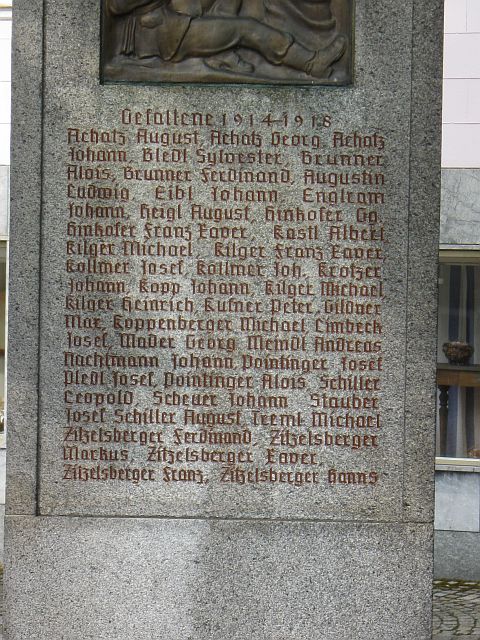 Gefallene 1914-1918
Achatz August, Achatz Georg, Achatz
Johann, Bledl Sylvester, Brunner
Alois, Brunner Ferdinand, Augustin
Ludwig, Eibl Johann, Englram
Johann, Heigl August, Hinkofer Gg,
Hinkofer Franz Xaver, Kastl Albert,
Kilger Michael, Kilger Franz Xaver
Kollmer Josef, Kollmer Joh, Krotzer
Johann, Kopp Johann, Kilger Michael,
Kilger Heinrich Kufner Peter, Lildner
Max, Koppenberger Michael Limbeck
Josef, Mader Georg, Meindl Andreas
Nachtmann Johann, Pointinger Josef
Pledl Josef, Pointinger Alois, Schiller
Leopold, Scheuer Johann Stauber
Josef Schiller August, Treml Michael
Zitzelsberger Ferdinand, Zitzelsberger
Markus, Zitzelsberger Xaver,
Zitzelsberger Franz, Zitzelsberger Hanns